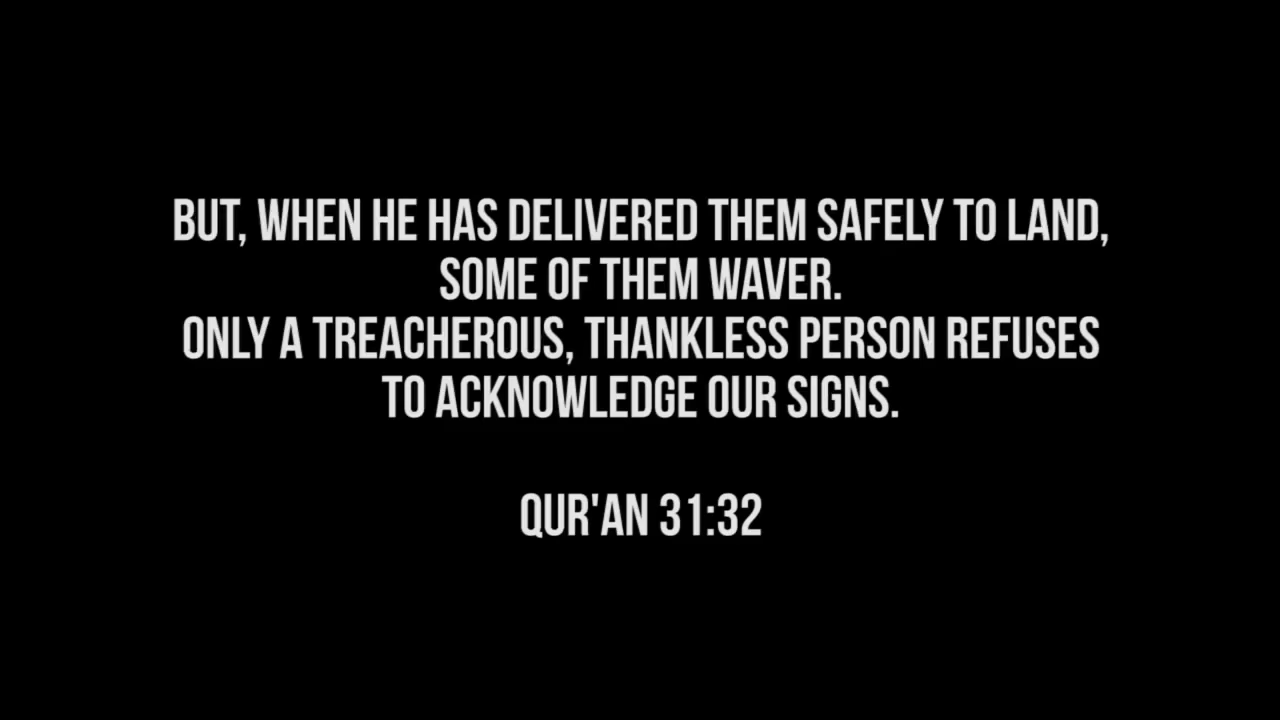 BUT, WHEN HE HAS DELIVERED THEM SAFELY TO LAND,
SOME OF THEM WAVER.
ONLY A TREACHEROUS, THANKLESS PERSON REFUSES
TO ACKNOWLEDGE OUR SIGNS.
QUR'AN 31:32